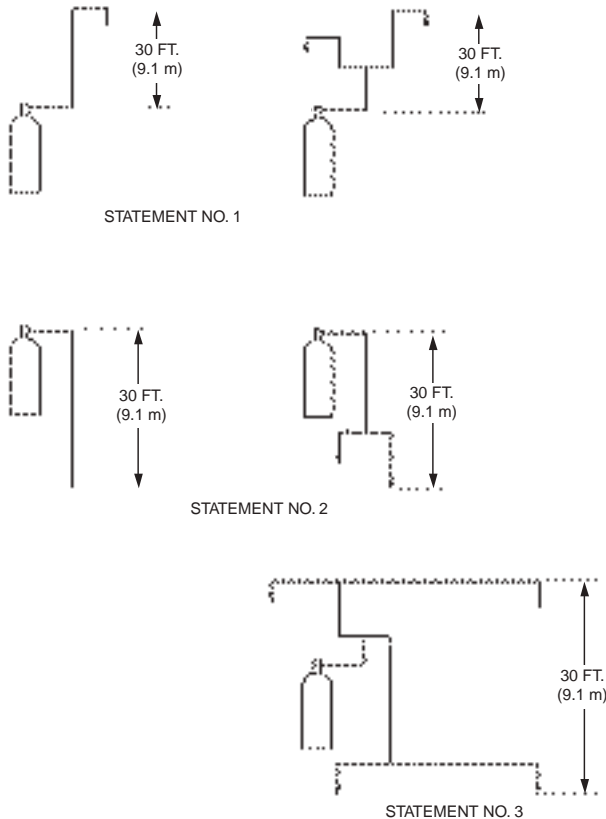 30 FT.
(9.1 m)
30 FT.
(9.1 m)
STATEMENT NO. 1
30 FT.
(9.1 m)
30 FT.
(9.1 m)
STATEMENT NO. 2
30 FT.
(9.1 m)
STATEMENT NO. 3